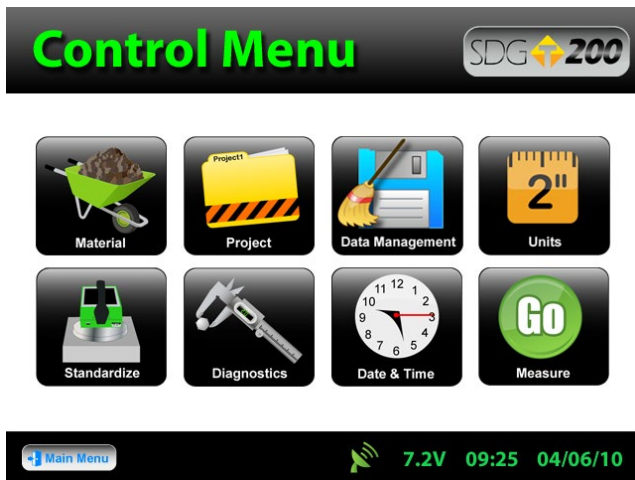 Control Menu
SDG T 200
Project1
2"
Material
Project
Data Management
Units
12
11
1
10
2
9
3
8
4
7
5
6
Go
Standardize
Diagnostics
Date & Time
Measure
Main Menu
7.2V 09:25 04/06/10